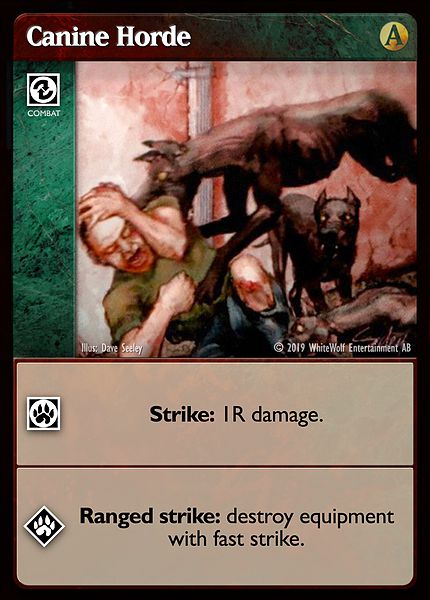 Canine Horde
A
COMBAT
Illus: Dave Seeley
© 2019 WhiteWolf Entertainment AB
Strike: 1R damage.
Ranged strike: destroy equipment
with fast strike.